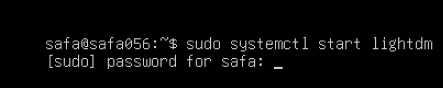 safa@safa056:~$ sudo systemctl start lightdm
[sudo] password for safa: _